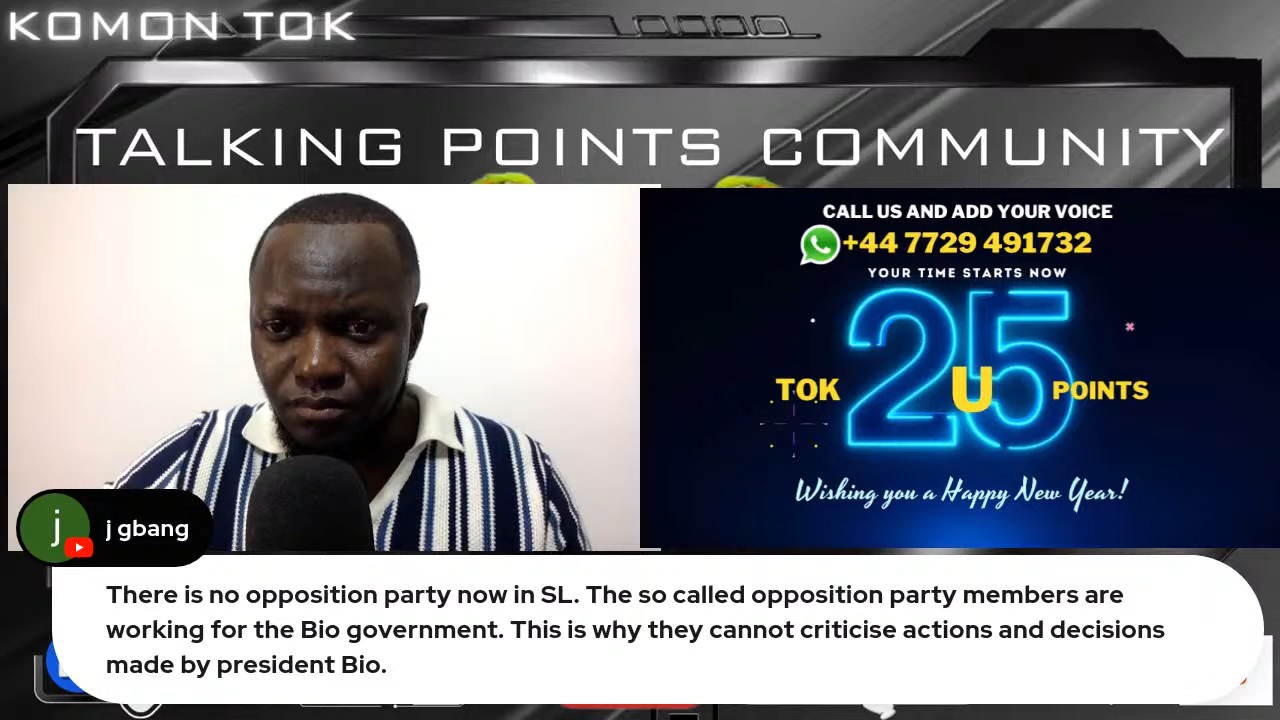 KOMON TOK
TALKING POINTS COMMUNITY
CALL US AND ADD YOUR VOICE
+44 7729 491732
YOUR TIME STARTS NOW
25
TOK U POINTS
Wishing you a Happy New Year!
j
j gbang
There is no opposition party now in SL. The so called opposition party members are
working for the Bio government. This is why they cannot criticise actions and decisions
made by president Bio.